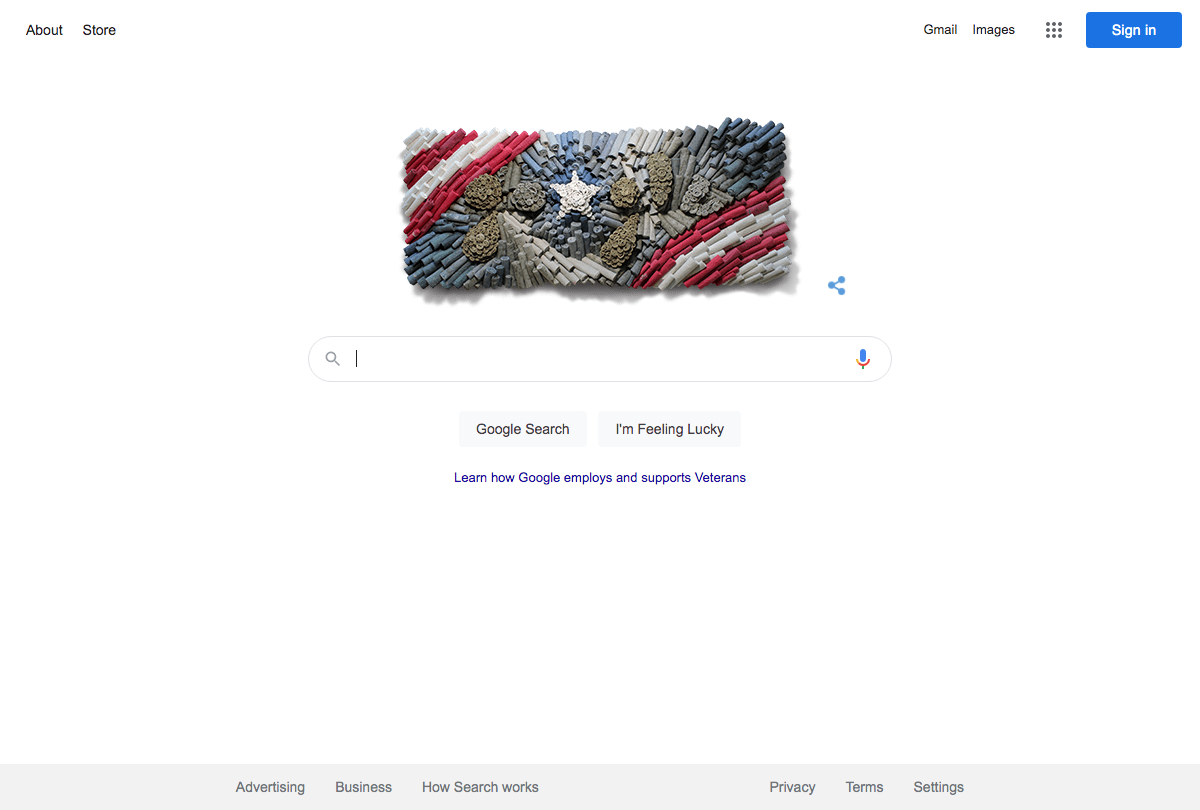 About Store Gmail Images Sign in
Google Search I'm Feeling Lucky
Learn how Google employs and supports Veterans
Advertising Business How Search works Privacy Terms Settings